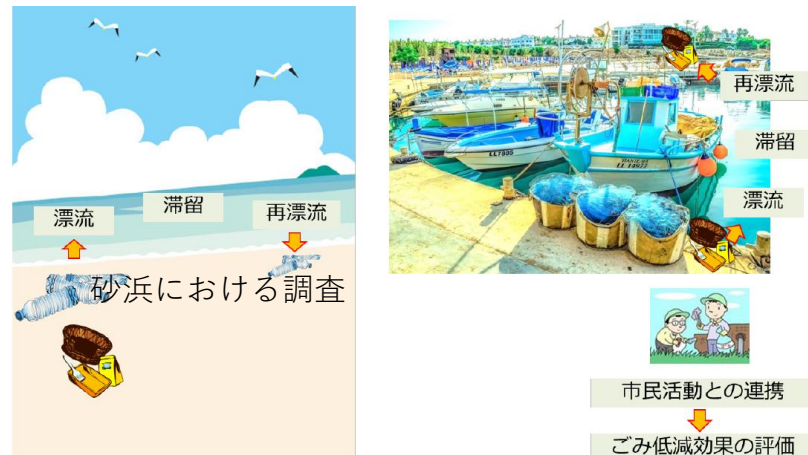 漂流
滞留
再漂流
砂浜における調査
再漂流
滞留
漂流
市民活動との連携
ごみ低減効果の評価